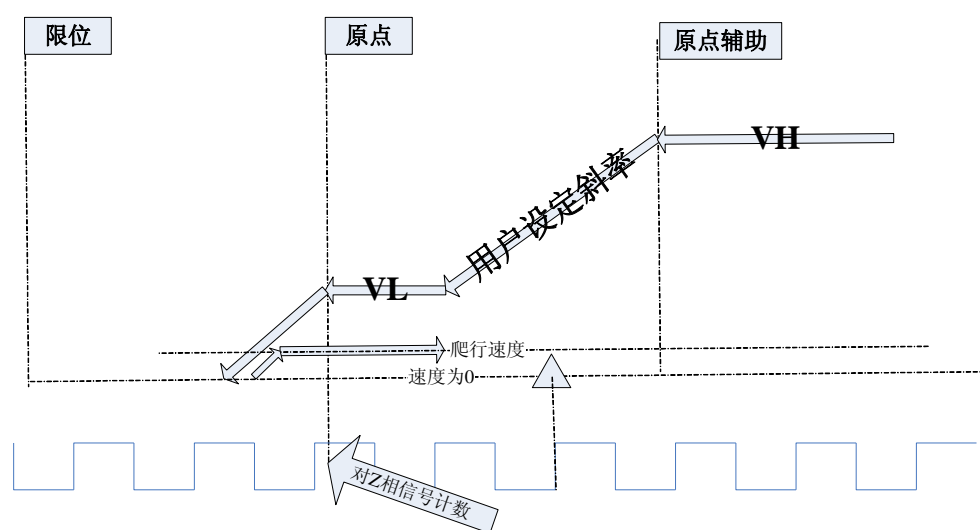 限位
原点
原点辅助
VH
用户设定斜率
VL
爬行速度
速度为0
对Z相信号计数